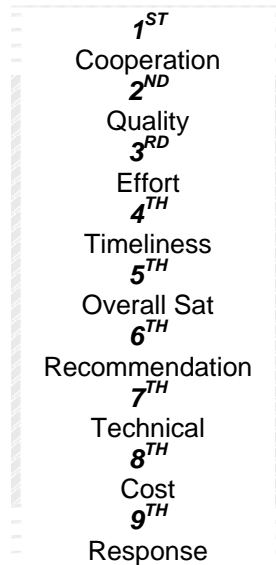 1ST
Cooperation
2ND
Quality
3RD
Effort
4TH
Timeliness
5TH
Overall Sat
6TH
Recommendation
7TH
Technical
8TH
Cost
9TH
Response